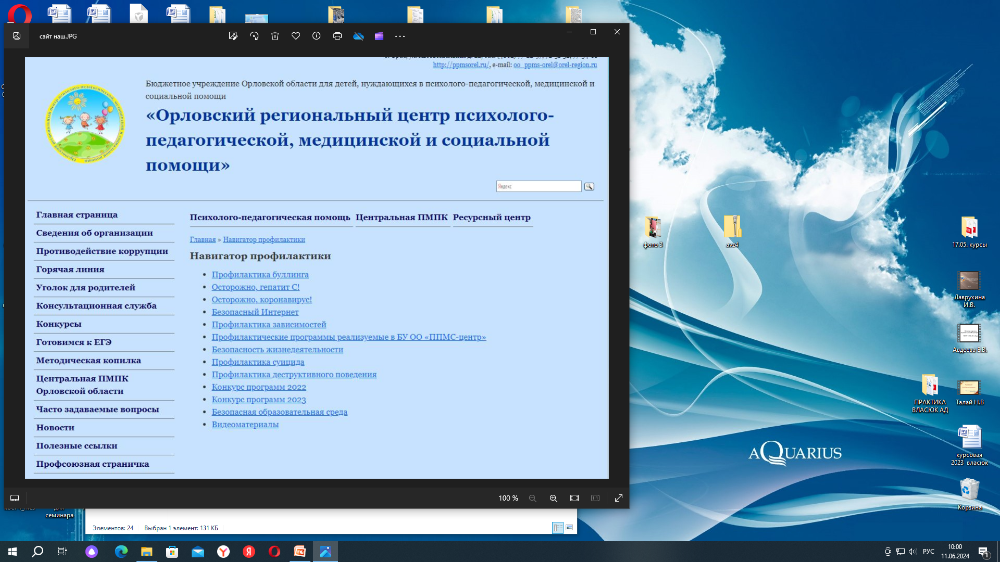 сайт наш.JPG
http://ppmsorel.ru/, e-mail: oo_ppms-orel@orel-region.ru
Бюджетное учреждение Орловской области для детей, нуждающихся в психолого-педагогической, медицинской и
социальной помощи
«Орловский региональный центр психолого-
педагогической, медицинской и социальной
помощи»
Яндекс
Главная страница
Сведения об организации
Противодействие коррупции
Горячая линия
Уголок для родителей
Консультационная служба
Конкурсы
Готовимся к ЕГЭ
Методическая копилка
Центральная ПМПК
Орловской области
Часто задаваемые вопросы
Новости
Полезные ссылки
Профсоюзная страничка
Психолого-педагогическая помощь Центральная ПМПК Ресурсный центр
Главная » Навигатор профилактики
Навигатор профилактики
Профилактика буллинга
Осторожно, гепатит С!
Осторожно, коронавирус!
Безопасный Интернет
Профилактика зависимостей
Профилактические программы реализуемые в БУ ОО «ППМС-центр»
Безопасность жизнедеятельности
Профилактика суицида
Профилактика деструктивного поведения
Конкурс программ 2022
Конкурс программ 2023
Безопасная образовательная среда
Видеоматериалы
100 %
семинара
Элементов: 24 Выбран 1 элемент: 131 КБ
фото 3
avz4
17.05. курсы
Лаврухина
И.В.
Авдеева Е.В.
ПРАКТИКА
ВЛАСЮК АД
Талай Н.В
AQUARIUS
курсовая
2023 власюк
Корзина
РУС
10:00
11.06.2024
1